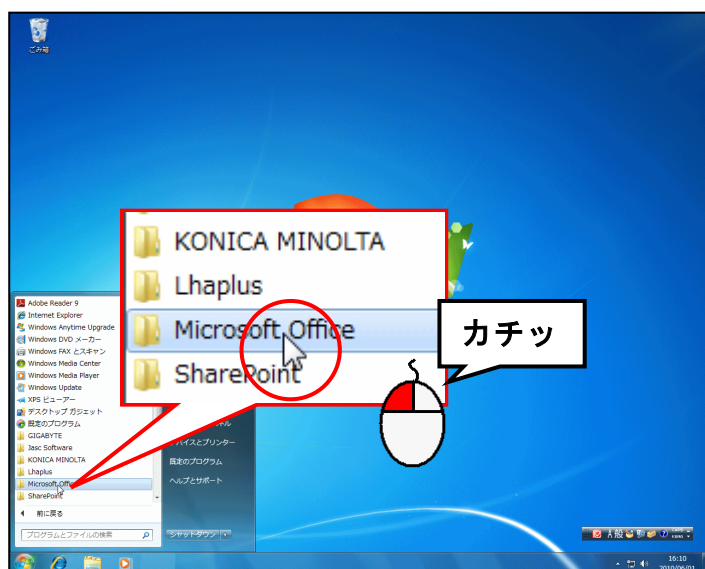 ごみ箱
KONICA MINOLTA
Lhaplus
Microsoft Office
SharePoint
カチッ
Adobe Reader 9
Internet Explorer
Windows Anytime Upgrade
Windows DVD メーカー
Windows FAX とスキャン
Windows Media Center
Windows Media Player
Windows Update
XPS ビューアー
デスクトップ ガジェット
既定のプログラム
GIGABYTE
Jasc Software
KONICA MINOLTA
Lhaplus
Microsoft Office
SharePoint
前に戻る
プログラムとファイルの検索
デバイスとプリンター
既定のプログラム
ヘルプとサポート
シャットダウン
A 般
16:10
2010/06/01